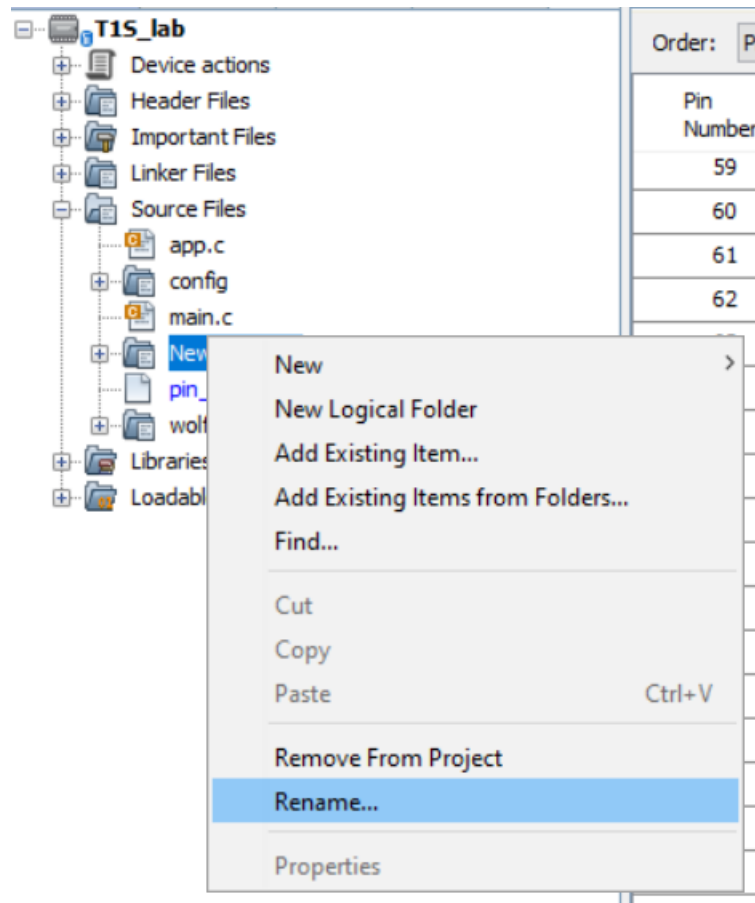 T1S_lab
Device actions
Header Files
Important Files
Linker Files
Source Files
app.c
config
main.c
New
pin_
wolf
Libraries
Loadabl
New
New Logical Folder
Add Existing Item...
Add Existing Items from Folders...
Find...
Cut
Copy
Paste Ctrl+V
Remove From Project
Rename...
Properties
Order: P
Pin
Number
59
60
61
62